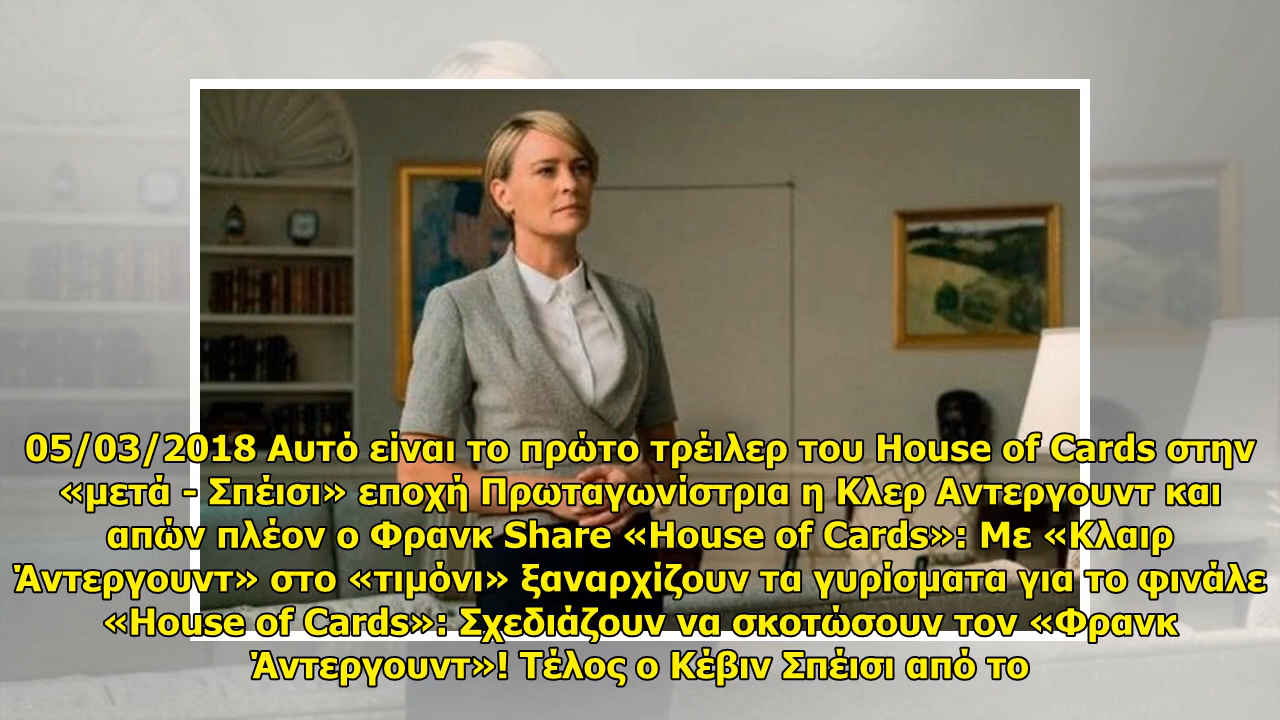 05/03/2018 Αυτό είναι το πρώτο τρέιλερ του House of Cards στην
«μετά - Σπέισι» εποχή Πρωταγωνίστρια η Κλερ Αντεργουντ και
απών πλέον ο Φρανκ Share «House of Cards»: Με «Κλαιρ
Άντεργουντ» στο «τιμόνι» ξαναρχίζουν τα γυρίσματα για το φινάλε
«House of Cards»: Σχεδιάζουν να σκοτώσουν τον «Φρανκ
Άντεργουντ»! Τέλος ο Κέβιν Σπέισι από το